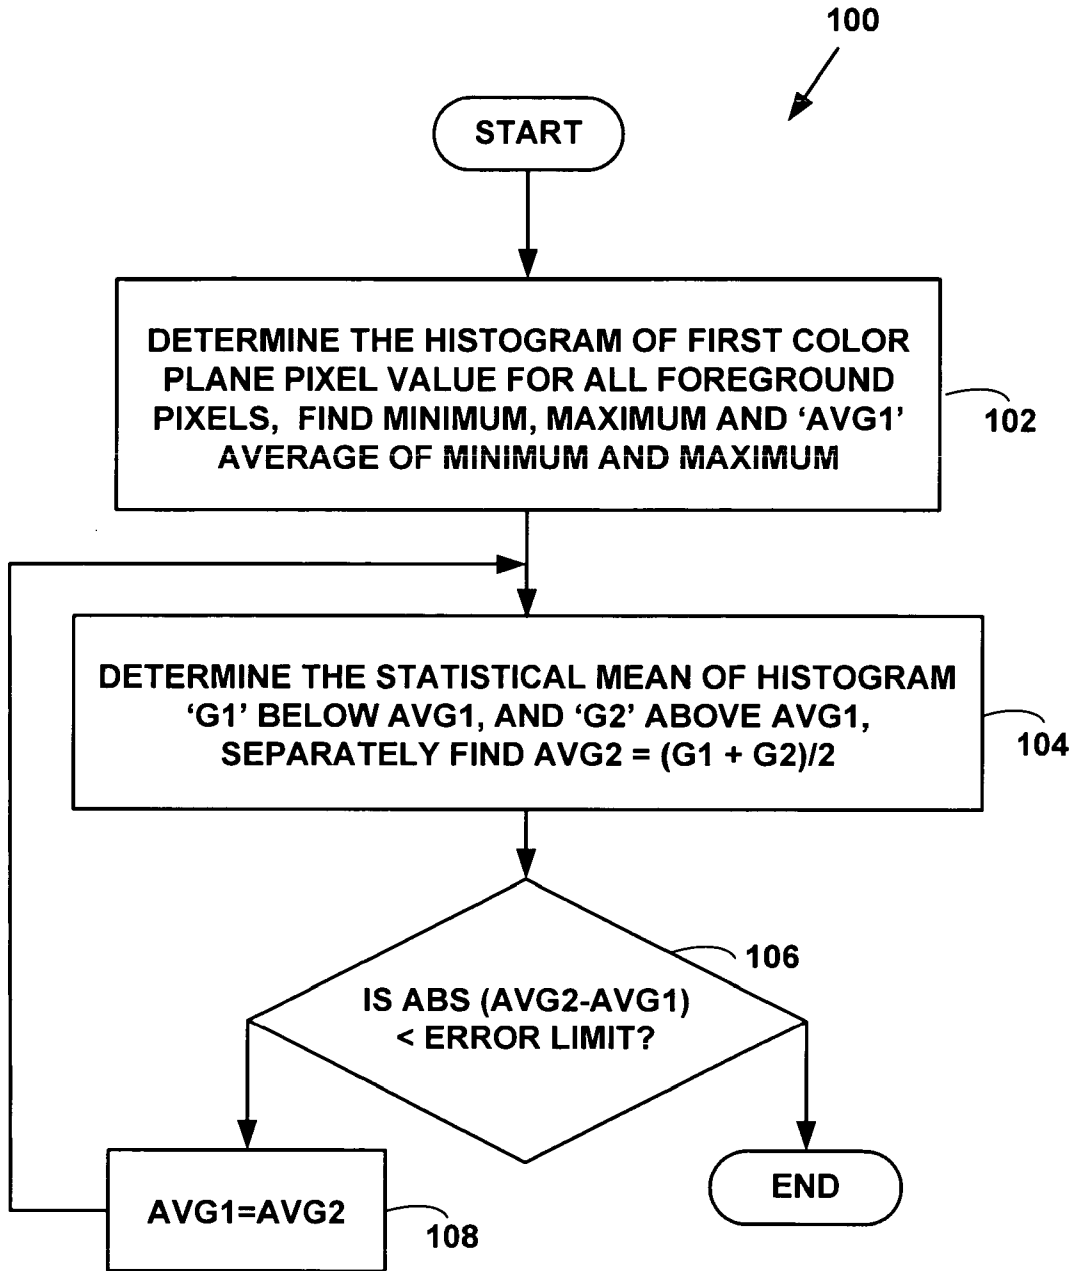 100
START
DETERMINE THE HISTOGRAM OF FIRST COLOR
PLANE PIXEL VALUE FOR ALL FOREGROUND
PIXELS, FIND MINIMUM, MAXIMUM AND ‘AVG1’
AVERAGE OF MINIMUM AND MAXIMUM
102
DETERMINE THE STATISTICAL MEAN OF HISTOGRAM
‘G1’ BELOW AVG1, AND ‘G2’ ABOVE AVG1,
SEPARATELY FIND AVG2 = (G1 + G2)/2
104
106
IS ABS (AVG2-AVG1)
< ERROR LIMIT?
AVG1=AVG2
108
END